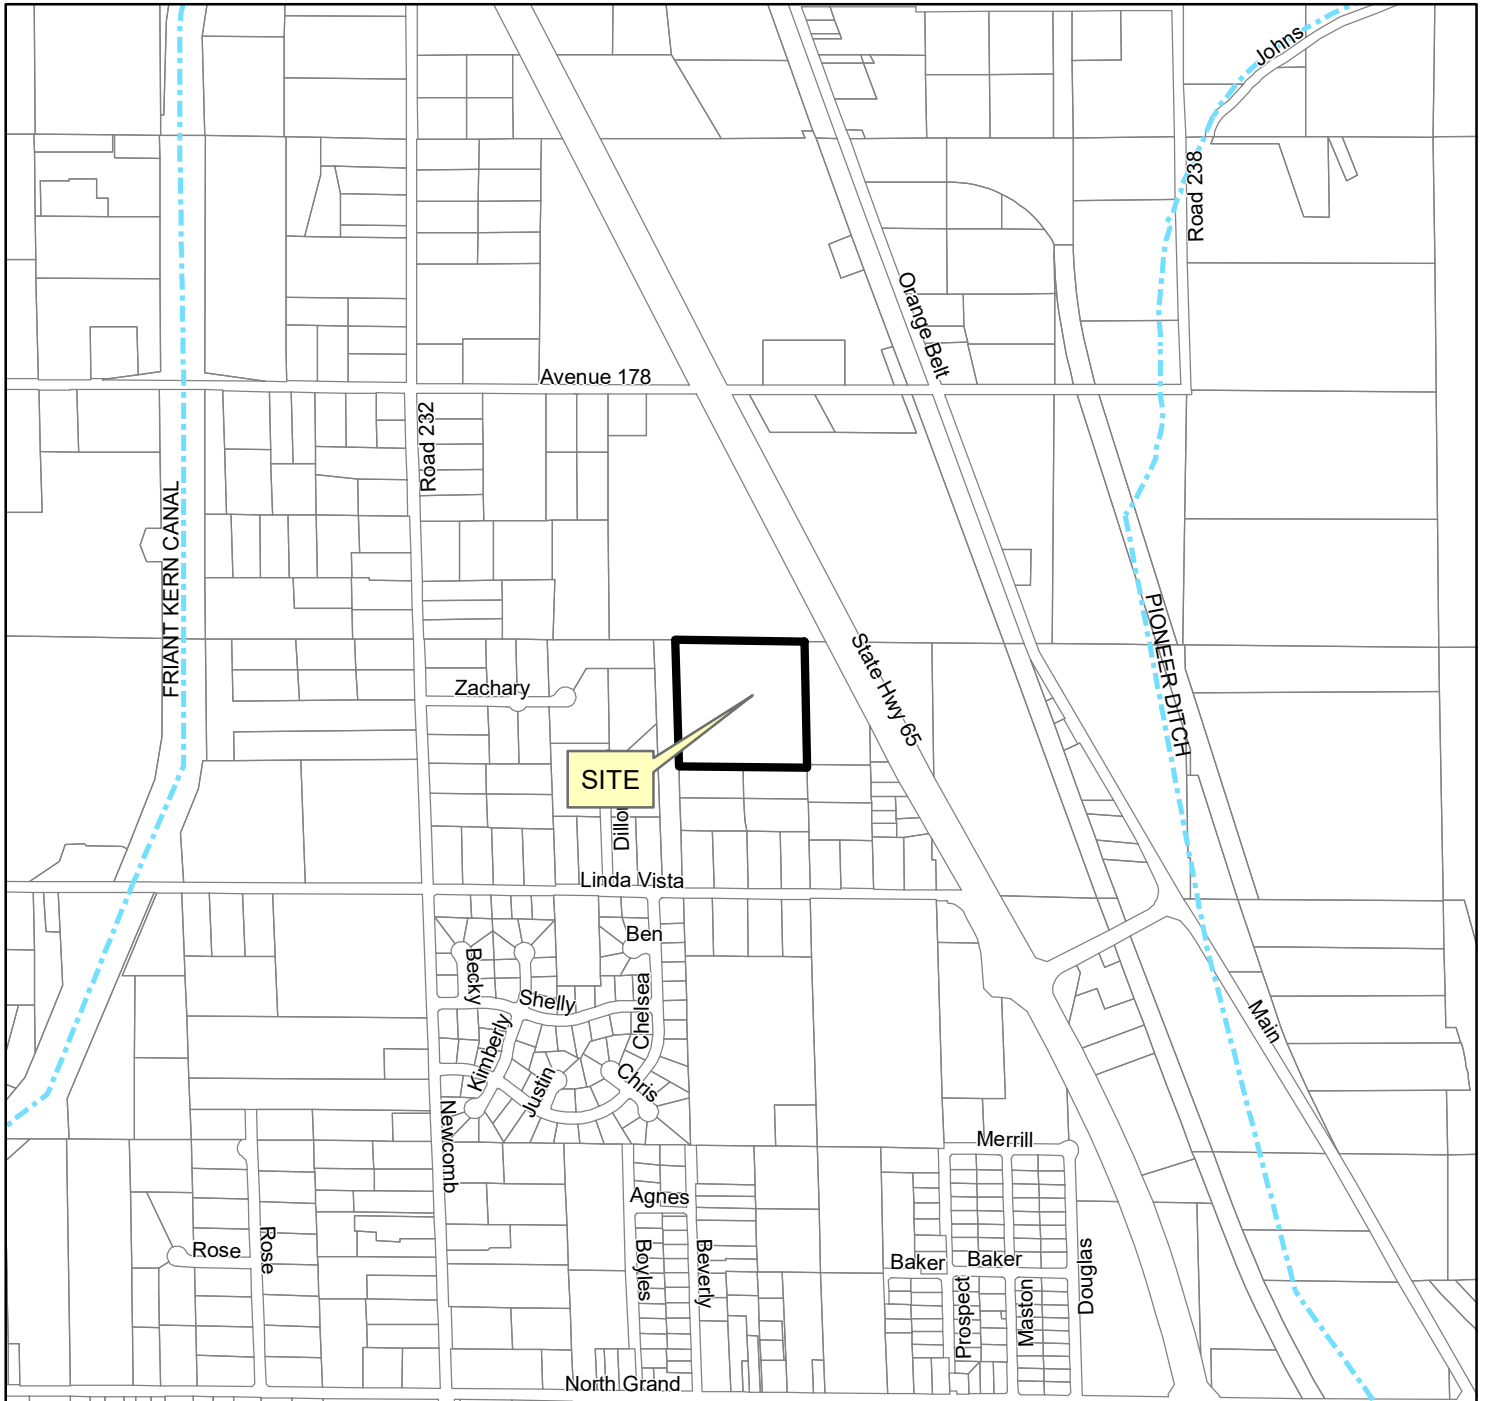 Johns
Road 238
Orange Belt
Avenue 178
Road 232
FRIANT KERN CANAL
PIONEER DITCH
State Hwy 65
Zachary
SITE
Dillo
Linda Vista
Ben
Becky
Shelly
Chelsea
Kimberly
Justin
Chris
Main
Newcomb
Merrill
Agnes
Rose
Rose
Boyles
Beverly
Baker
Baker
Douglas
Prospect
Maston
North Grand